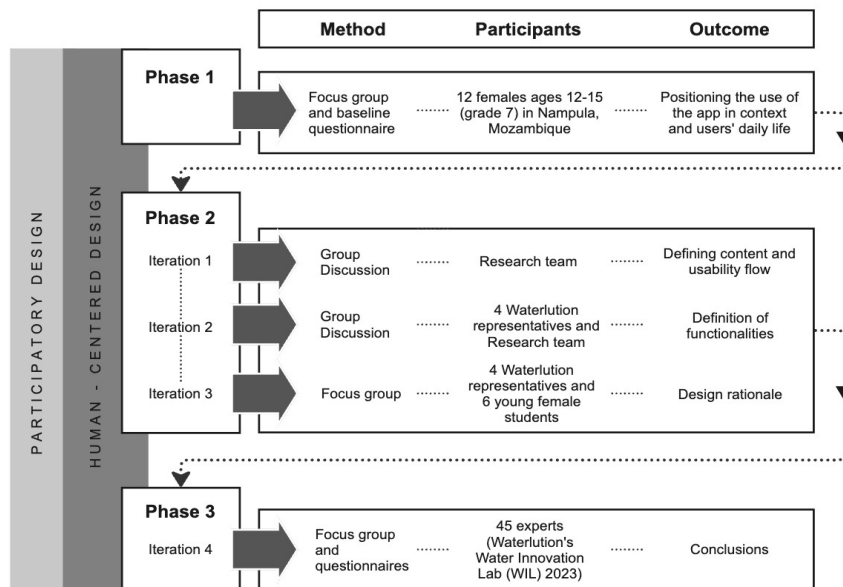 Method Participants Outcome
Phase 1
Focus group
and baseline
questionnaire
12 females ages 12-15
(grade 7) in Nampula,
Mozambique
Positioning the use of
the app in context
and users' daily life
PARTICIPATORY DESIGN
HUMAN - CENTERED DESIGN
Phase 2
Iteration 1
Group
Discussion
Research team
Defining content and
usability flow
Iteration 2
Group
Discussion
4 Waterlution
representatives and
Research team
Definition of
functionalities
Iteration 3
Focus group
4 Waterlution
representatives and
6 young female
students
Design rationale
Phase 3
Iteration 4
Focus group
and
questionnaires
45 experts
(Waterlution's
Water Innovation
Lab (WIL) 2023)
Conclusions